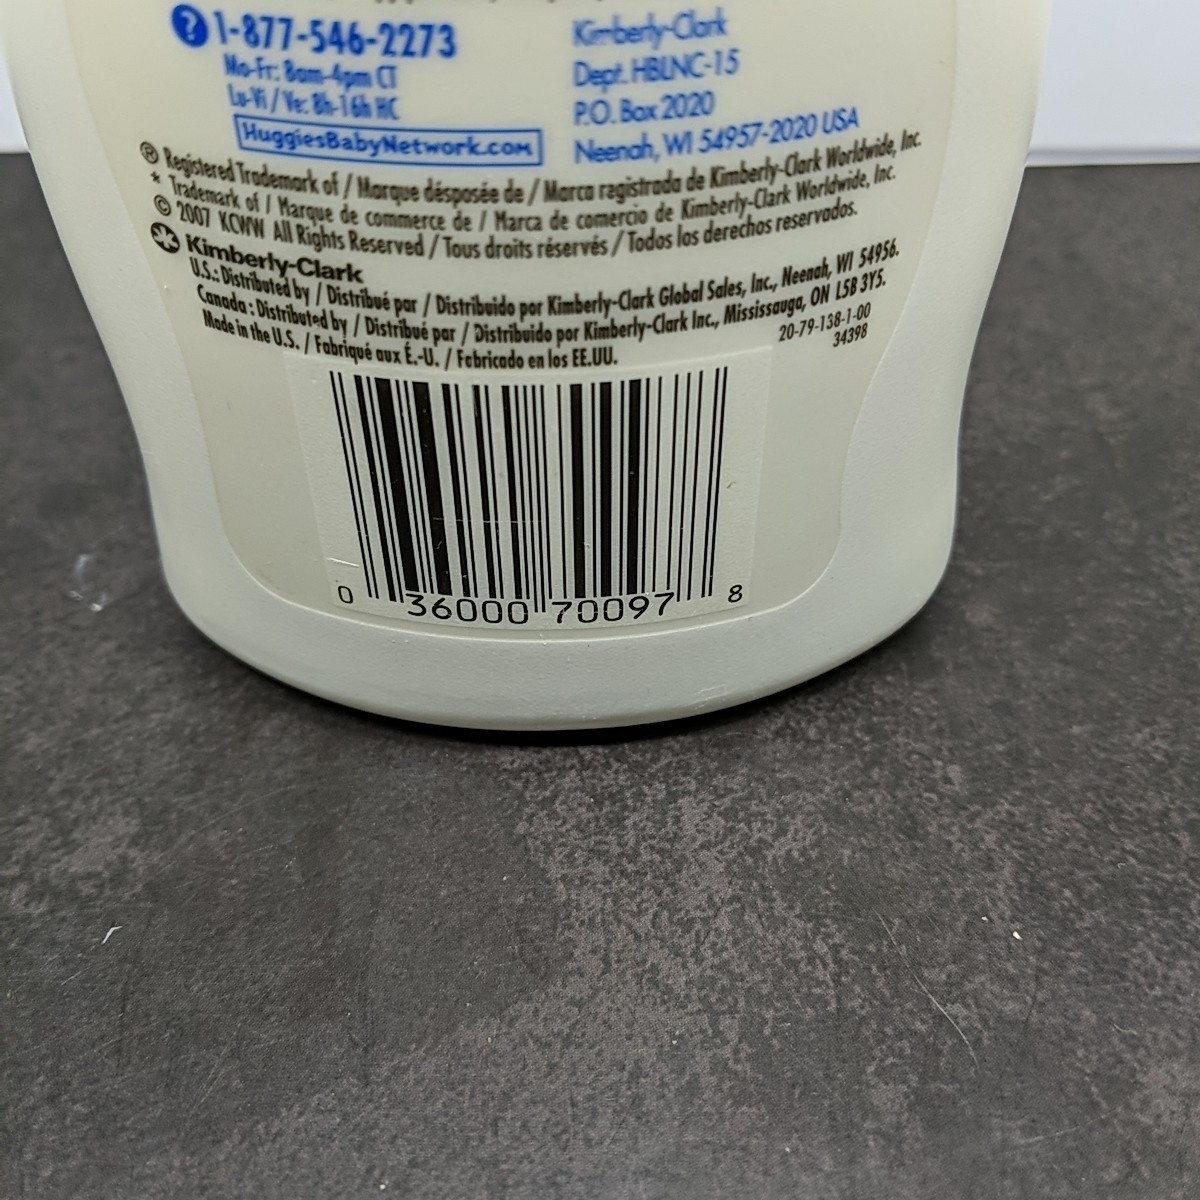 1-877-546-2273
Mo-Fr: 8am-4pm CT
Lu-Vi / Ve: 8h-16h HC
HuggiesBabyNetwork.com
Kimberly-Clark
Dept. HBLNC-15
P.O. Box 2020
Neenah, WI 54957-2020 USA
® Registered Trademark of / Marque désposée de / Marca registrada de Kimberly-Clark Worldwide, Inc.
* Trademark of / Marque de commerce de / Marca de comercio de Kimberly-Clark Worldwide, Inc.
© 2007 KCWW All Rights Reserved / Tous droits réservés / Todos los derechos reservados.
Kimberly-Clark
U.S.: Distributed by / Distribué par / Distribuido por Kimberly-Clark Global Sales, Inc., Neenah, WI 54956.
Canada : Distributed by / Distribué par / Distribuido por Kimberly-Clark Inc., Mississauga, ON L5B 3Y5.
Made in the U.S. / Fabriqué aux É.-U. / Fabricado en los EE.UU.
20-79-138-1-00
34398
0 36000 70097 8